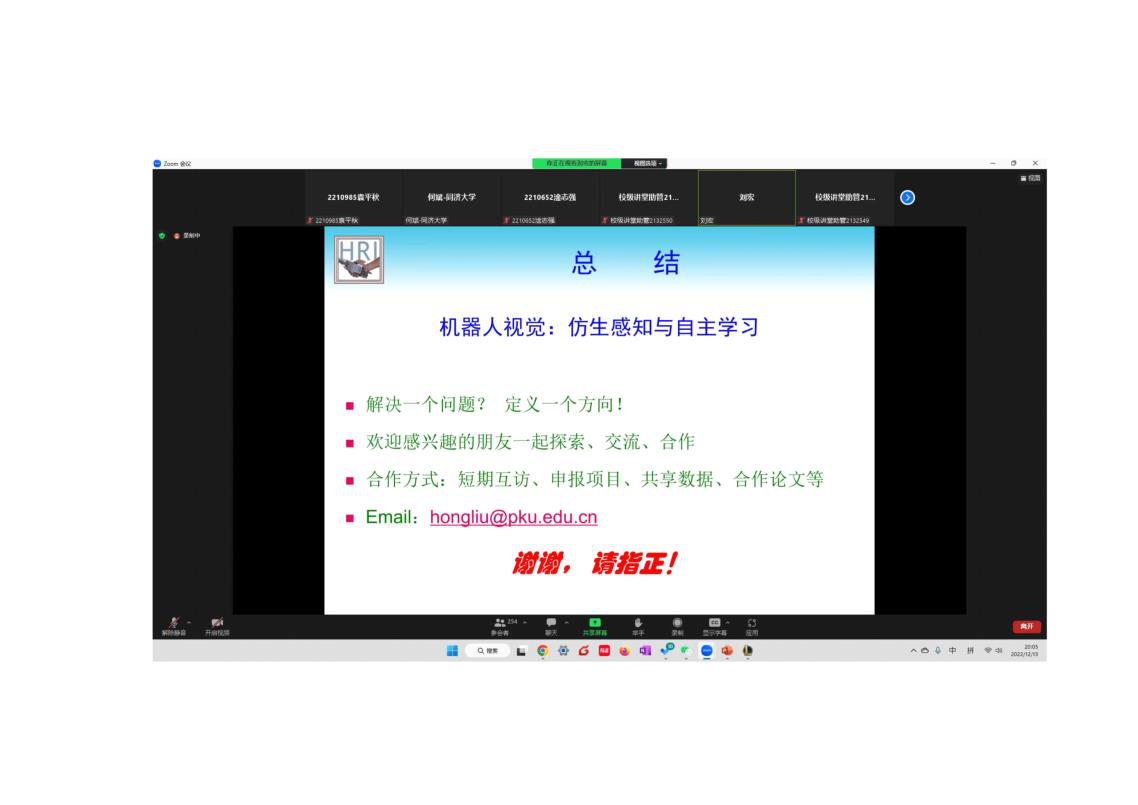 Zoom 会议
你正在观看刘宏的屏幕 视图选项
视图
2210985袁平秋 何斌-同济大学 2210652涂志强 校级讲堂助管21... 刘宏 校级讲堂助管21...
2210985袁平秋 何斌-同济大学 2210652涂志强 校级讲堂助管2132550 刘宏 校级讲堂助管2132549
录制中
HRI
总 结
机器人视觉：仿生感知与自主学习
解决一个问题？ 定义一个方向！
欢迎感兴趣的朋友一起探索、交流、合作
合作方式：短期互访、申报项目、共享数据、合作论文等
Email：hongliu@pku.edu.cn
谢谢，请指正！
解除静音 开启视频 参会者 254 聊天 共享屏幕 举手 录制 显示字幕 应用 离开
搜索 中 拼 20:05
2022/12/13